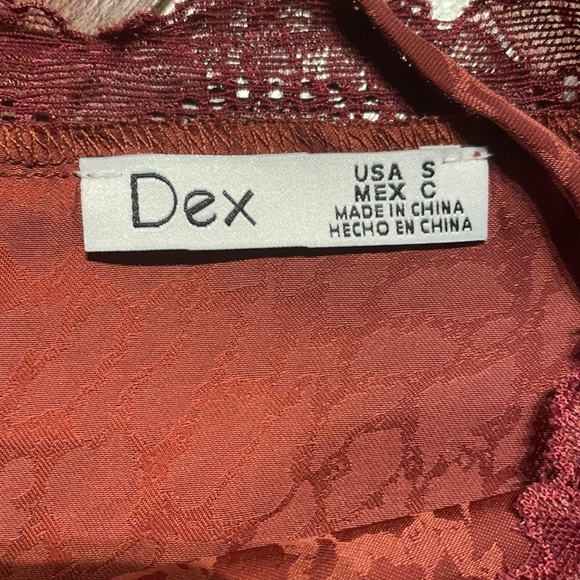 Dex
USA S
MEX C
MADE IN CHINA
HECHO EN CHINA